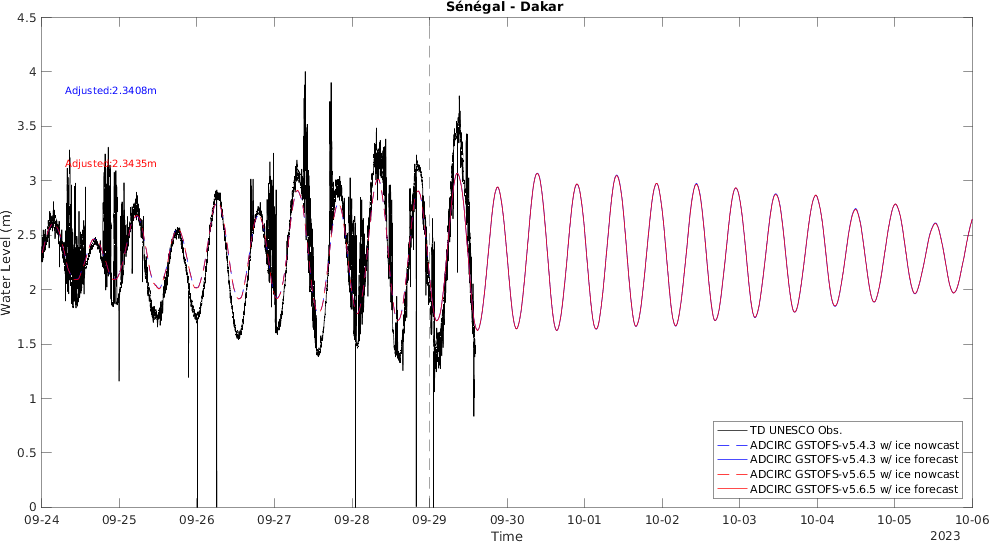 Sénégal - Dakar
4.5
4
3.5
3
2.5
2
1.5
1
0.5
0
Water Level (m)
Adjusted:2.3408m
Adjusted:2.3435m
TD UNESCO Obs.
ADCIRC GSTOFS-v5.4.3 w/ ice nowcast
ADCIRC GSTOFS-v5.4.3 w/ ice forecast
ADCIRC GSTOFS-v5.6.5 w/ ice nowcast
ADCIRC GSTOFS-v5.6.5 w/ ice forecast
09-24 09-25 09-26 09-27 09-28 09-29 09-30 10-01 10-02 10-03 10-04 10-05 10-06
Time
2023